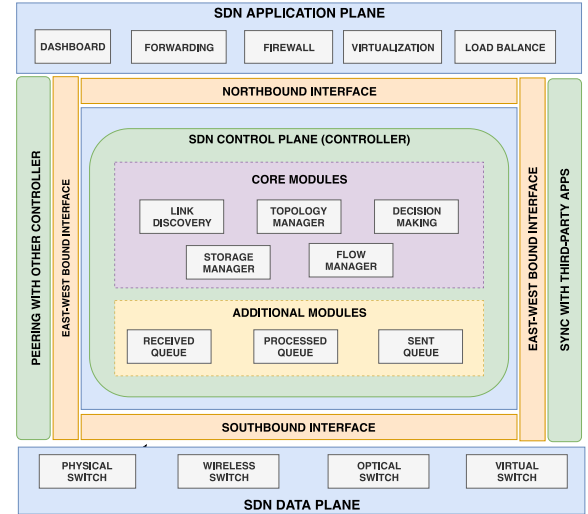 SDN APPLICATION PLANE
DASHBOARD
FORWARDING
FIREWALL
VIRTUALIZATION
LOAD BALANCE
NORTHBOUND INTERFACE
PEERING WITH OTHER CONTROLLER
EAST-WEST BOUND INTERFACE
SDN CONTROL PLANE (CONTROLLER)
CORE MODULES
LINK
DISCOVERY
TOPOLOGY
MANAGER
DECISION
MAKING
STORAGE
MANAGER
FLOW
MANAGER
ADDITIONAL MODULES
RECEIVED
QUEUE
PROCESSED
QUEUE
SENT
QUEUE
EAST-WEST BOUND INTERFACE
SYNC WITH THIRD-PARTY APPS
SOUTHBOUND INTERFACE
PHYSICAL
SWITCH
WIRELESS
SWITCH
OPTICAL
SWITCH
VIRTUAL
SWITCH
SDN DATA PLANE